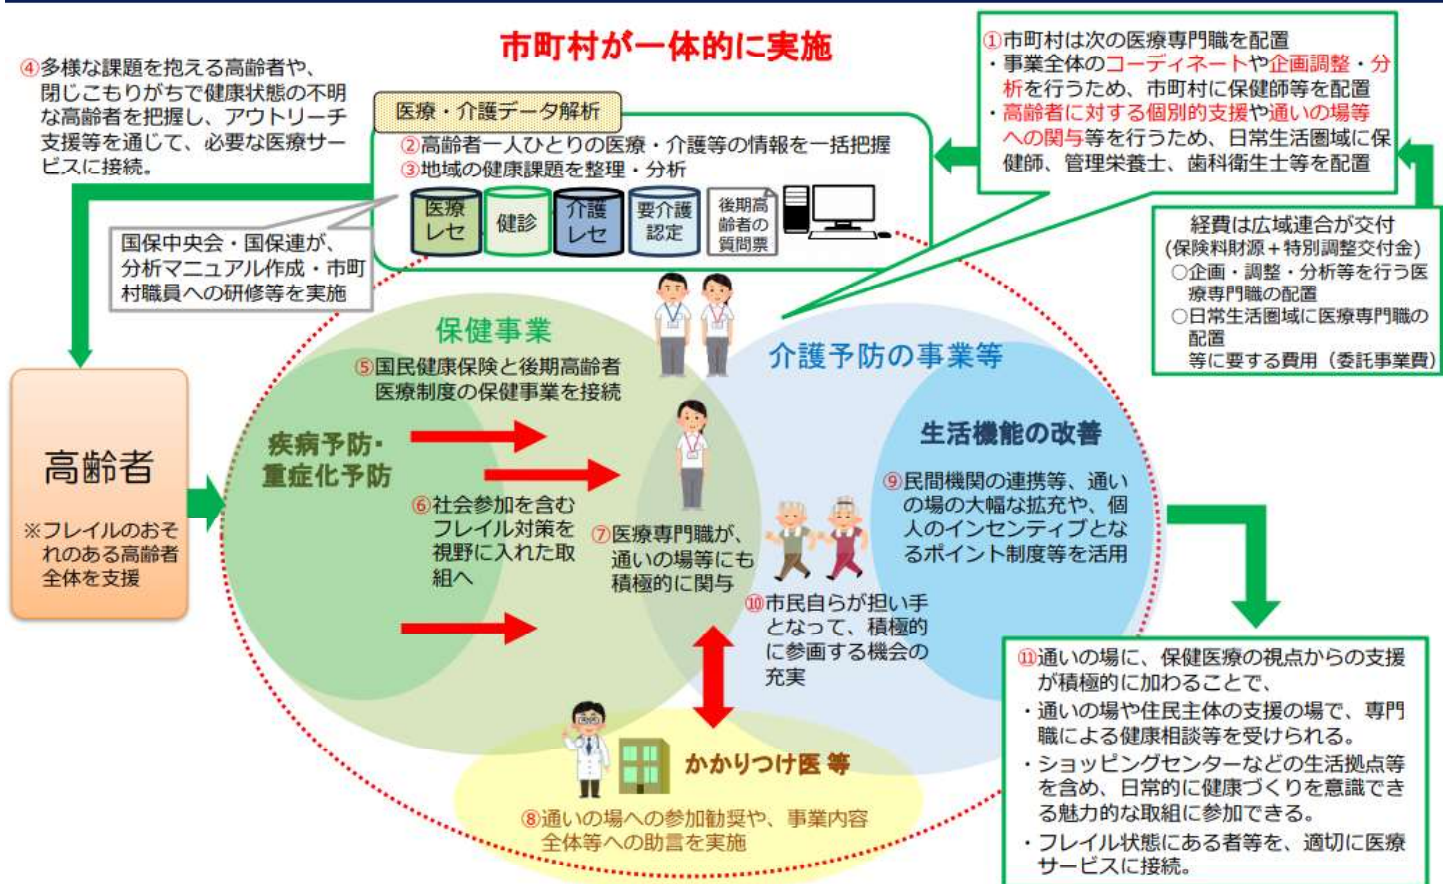 市町村が一体的に実施
④多様な課題を抱える高齢者や、
閉じこもりがちで健康状態の不明
な高齢者を把握し、アウトリーチ
支援等を通じて、必要な医療サー
ビスに接続。
医療・介護データ解析
②高齢者一人ひとりの医療・介護等の情報を一括把握
③地域の健康課題を整理・分析
医療
レセ
健診
介護
レセ
要介護
認定
後期高
齢者の
質問票
①市町村は次の医療専門職を配置
・事業全体のコーディネートや企画調整・分
析を行うため、市町村に保健師等を配置
・高齢者に対する個別的支援や通いの場等
への関与等を行うため、日常生活圏域に保
健師、管理栄養士、歯科衛生士等を配置
経費は広域連合が交付
(保険料財源＋特別調整交付金)
○企画・調整・分析等を行う医
療専門職の配置
○日常生活圏域に医療専門職の
配置
等に要する費用（委託事業費）
国保中央会・国保連が、
分析マニュアル作成・市町
村職員への研修等を実施
高齢者
※フレイルのおそ
れのある高齢者
全体を支援
保健事業
⑤国民健康保険と後期高齢者
医療制度の保健事業を接続
疾病予防・
重症化予防
⑥社会参加を含む
フレイル対策を
視野に入れた取
組へ
⑦医療専門職が、
通いの場等にも
積極的に関与
介護予防の事業等
生活機能の改善
⑨民間機関の連携等、通い
の場の大幅な拡充や、個
人のインセンティブとな
るポイント制度等を活用
⑩市民自らが担い手
となって、積極的
に参画する機会の
充実
かかりつけ医 等
⑧通いの場への参加勧奨や、事業内容
全体等への助言を実施
⑪通いの場に、保健医療の視点からの支援
が積極的に加わることで、
・通いの場や住民主体の支援の場で、専門
職による健康相談等を受けられる。
・ショッピングセンターなどの生活拠点等
を含め、日常的に健康づくりを意識でき
る魅力的な取組に参加できる。
・フレイル状態にある者等を、適切に医療
サービスに接続。